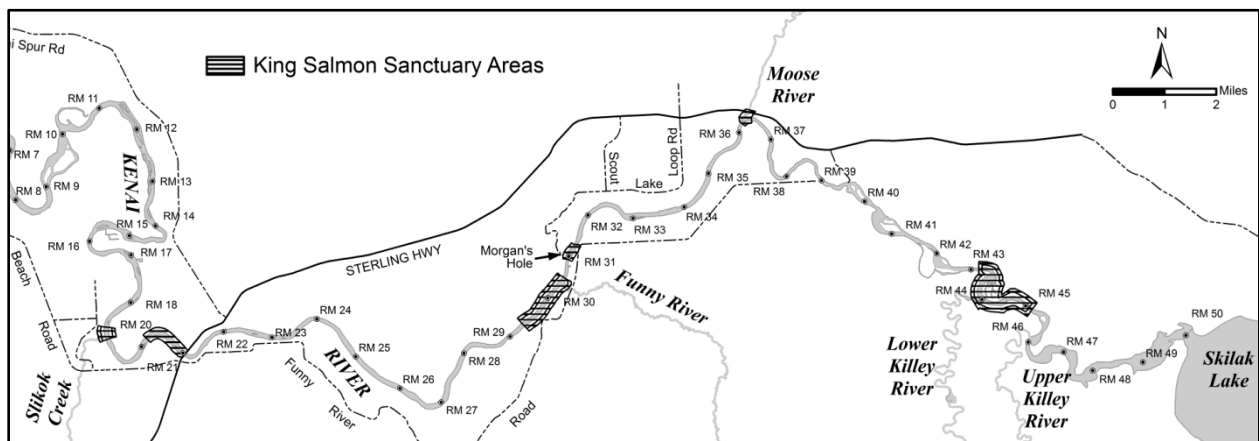 ni Spur Rd
King Salmon Sanctuary Areas
N
0 1 2 Miles
Moose
River
RM 11
RM 10
RM 12
RM 7
RM 8
RM 9
KENAI
RM 13
RM 14
RM 15
RM 16
RM 17
RM 18
Beach
Road
RM 20
RM 21
Slikok
Creek
STERLING HWY
RM 22
RM 23
RM 24
RM 25
RM 26
RM 27
RM 28
RM 29
RM 30
RM 31
Funny
River
Road
RIVER
Morgan's
Hole
Funny River
RM 32
RM 33
RM 34
RM 35
RM 36
RM 37
RM 38
RM 39
Scout
Lake
Loop Rd
RM 40
RM 41
RM 42
RM 43
RM 44
RM 45
RM 46
RM 47
RM 48
RM 49
RM 50
Lower
Killey
River
Upper
Killey
River
Skilak
Lake